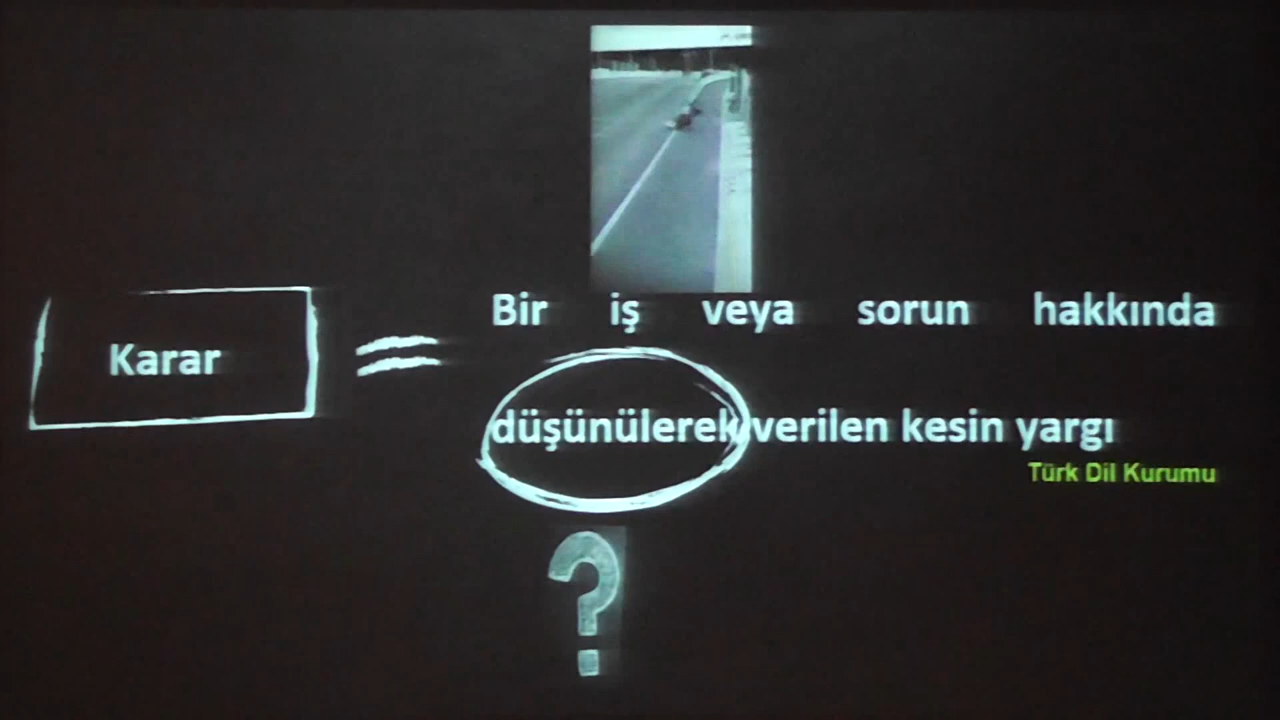 Karar
=
Bir iş veya sorun hakkında
düşünülerek verilen kesin yargı
Türk Dil Kurumu
?